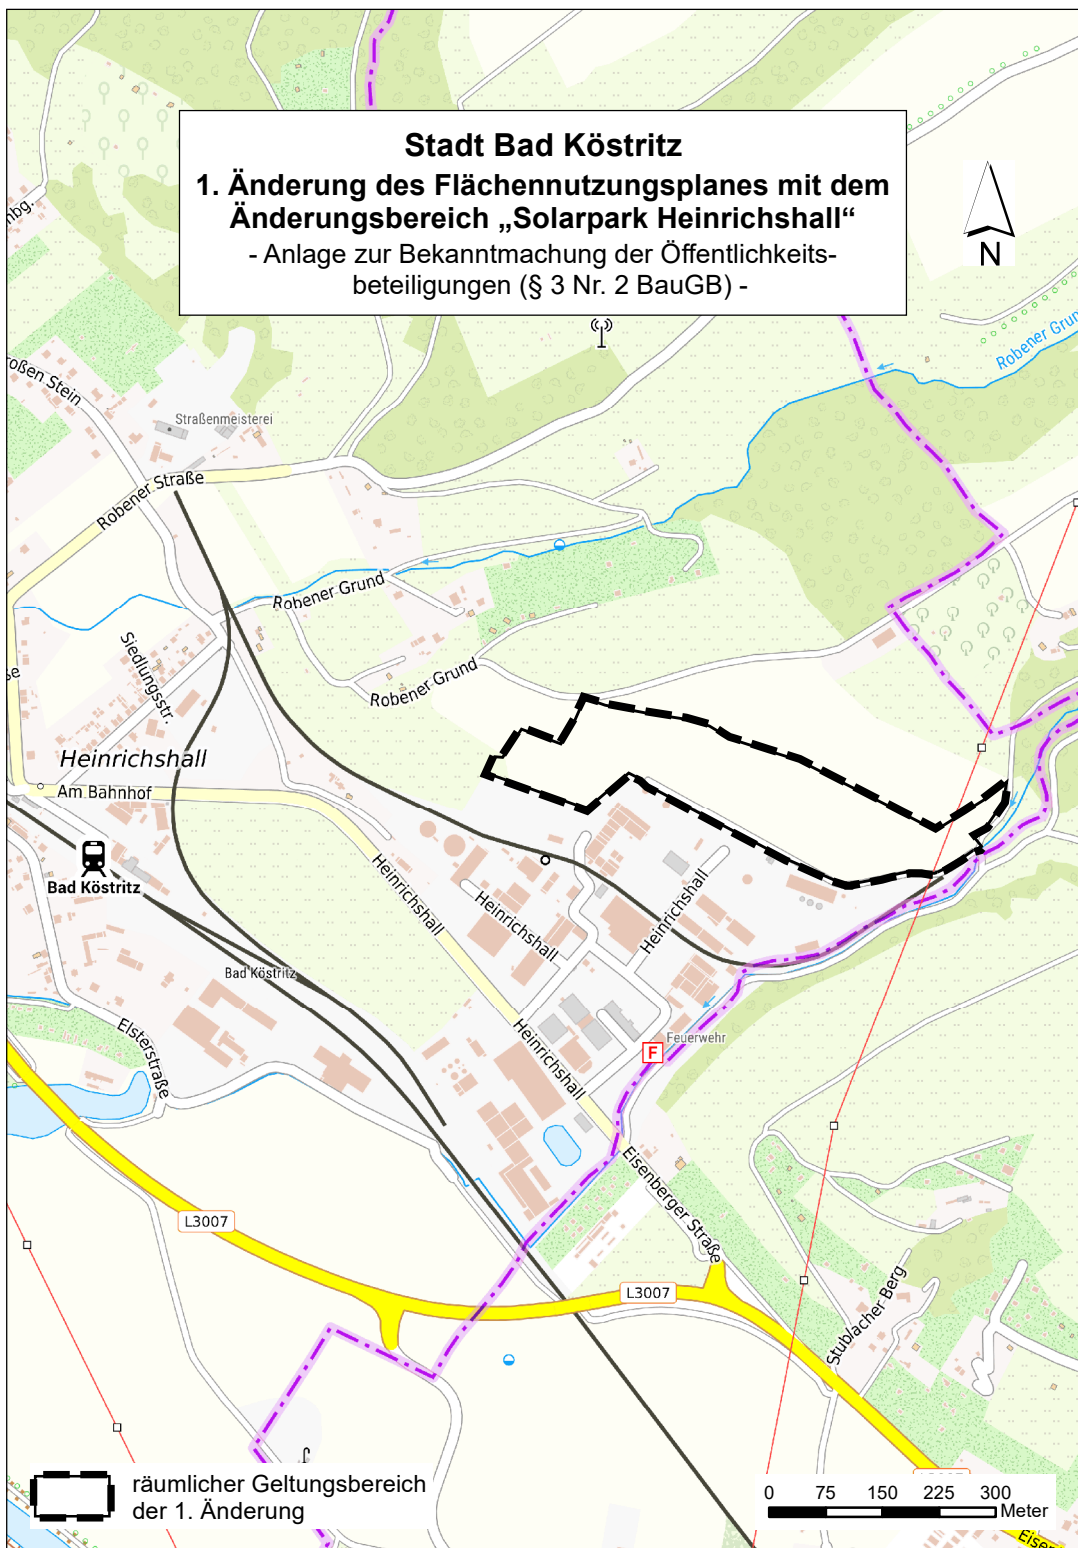 Stadt Bad Köstritz
1. Änderung des Flächennutzungsplanes mit dem
Änderungsbereich „Solarpark Heinrichshall“
- Anlage zur Bekanntmachung der Öffentlichkeits-
beteiligungen (§ 3 Nr. 2 BauGB) -
N
Robener Grund
Straßenmeisterei
Robener Straße
Robener Grund
Siedlungsstr.
Robener Grund
Heinrichshall
Am Bahnhof
Bad Köstritz
Heinrichshall
Heinrichshall
Heinrichshall
Bad Köstritz
Elsterstraße
Heinrichshall
Feuerwehr
F
Eisenberger Straße
L3007
L3007
Stublacher Berg
räumlicher Geltungsbereich
der 1. Änderung
0 75 150 225 300
Meter